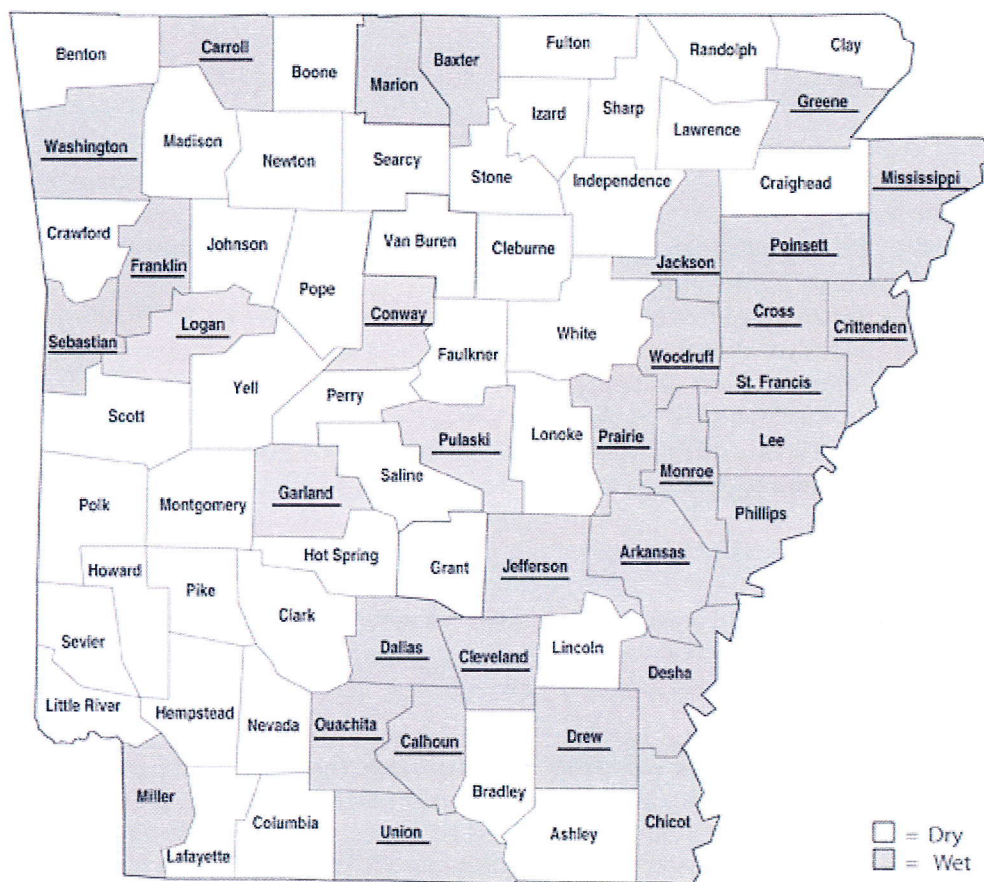 Benton
Carroll
Boone
Marion
Baxter
Fulton
Randolph
Clay
Greene
Washington
Madison
Newton
Searcy
Stone
Izard
Sharp
Lawrence
Independence
Craighead
Mississippi
Crawford
Franklin
Johnson
Pope
Van Buren
Cleburne
Jackson
Poinsett
Sebastian
Logan
Conway
Faulkner
White
Woodruff
Cross
Crittenden
St. Francis
Scott
Yell
Perry
Pulaski
Lonoke
Prairie
Monroe
Lee
Polk
Montgomery
Garland
Saline
Phillips
Howard
Pike
Hot Spring
Grant
Jefferson
Arkansas
Sevier
Clark
Dallas
Cleveland
Lincoln
Desha
Little River
Hempstead
Nevada
Ouachita
Calhoun
Drew
Miller
Lafayette
Columbia
Union
Bradley
Ashley
Chicot
= Dry
= Wet